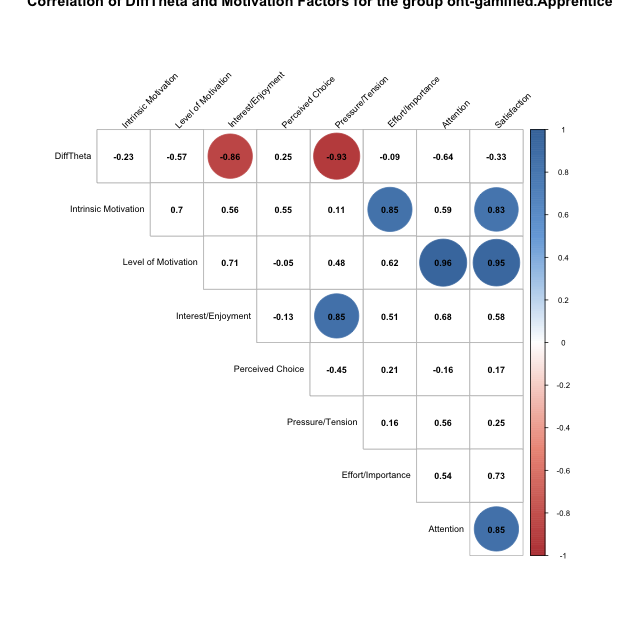 Correlation of DiffTheta and Motivation Factors for the group ont-gamified.Apprentice
Intrinsic Motivation
Level of Motivation
Interest/Enjoyment
Perceived Choice
Pressure/Tension
Effort/Importance
Attention
Satisfaction
DiffTheta -0.23 -0.57 -0.86 0.25 -0.93 -0.09 -0.64 -0.33
Intrinsic Motivation 0.7 0.56 0.55 0.11 0.85 0.59 0.83
Level of Motivation 0.71 -0.05 0.48 0.62 0.96 0.95
Interest/Enjoyment -0.13 0.85 0.51 0.68 0.58
Perceived Choice -0.45 0.21 -0.16 0.17
Pressure/Tension 0.16 0.56 0.25
Effort/Importance 0.54 0.73
Attention 0.85
1
0.8
0.6
0.4
0.2
0
-0.2
-0.4
-0.6
-0.8
-1